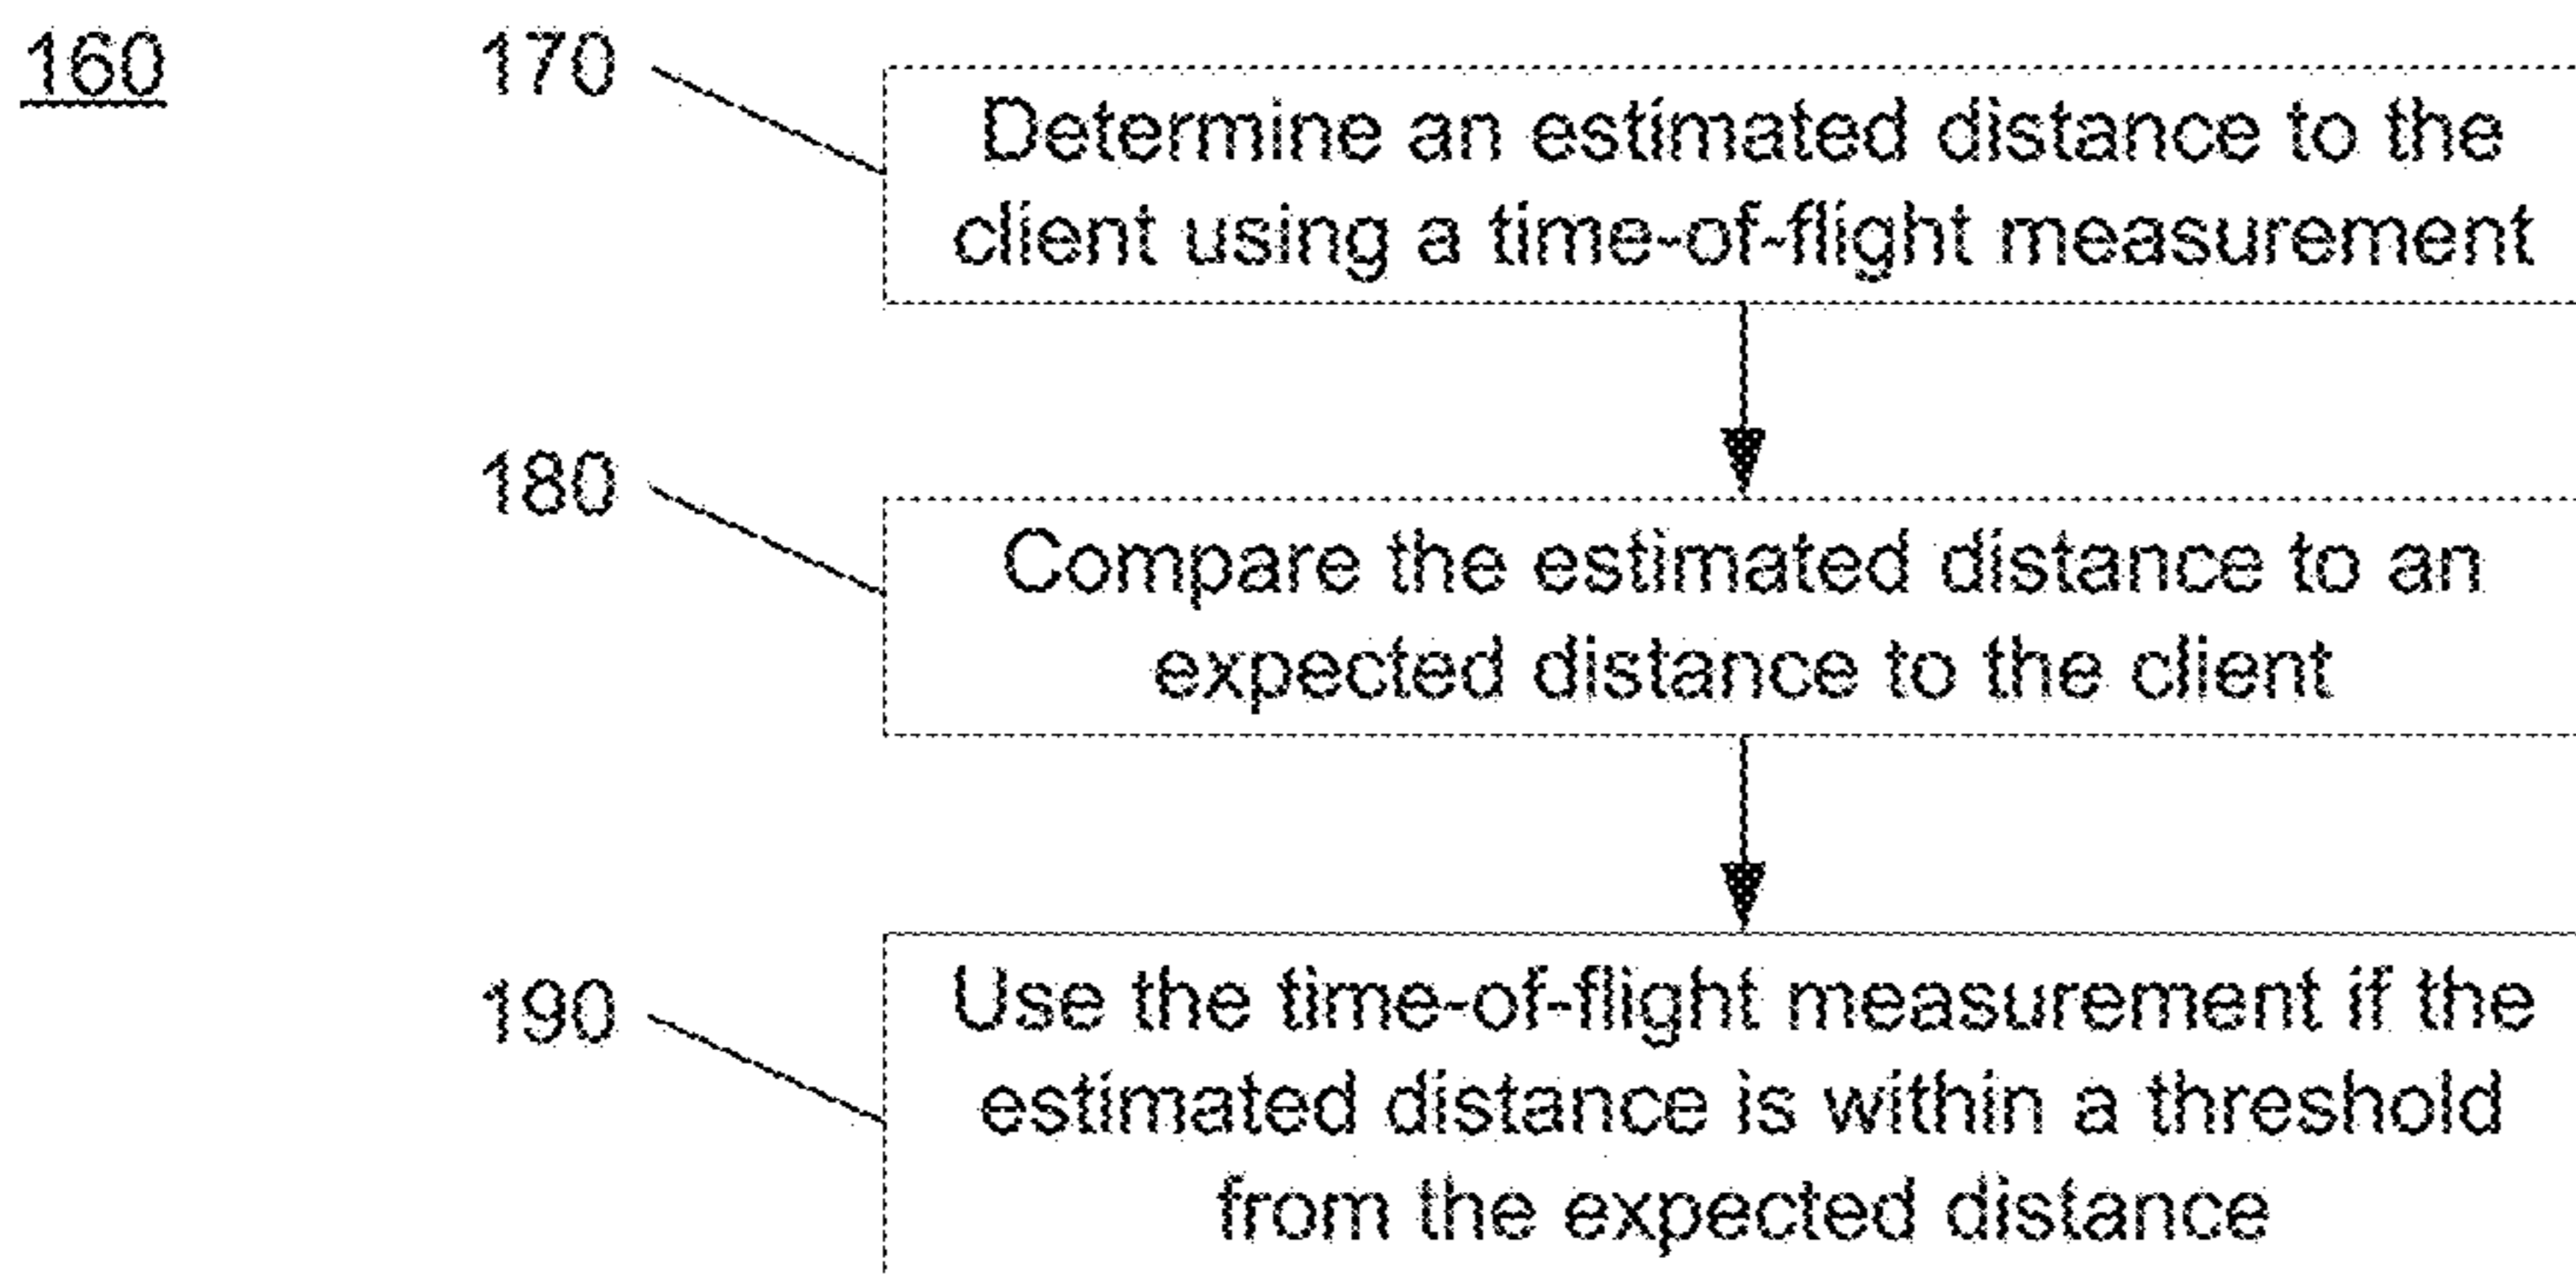 160
170
Determine an estimated distance to the
client using a time-of-flight measurement
180
Compare the estimated distance to an
expected distance to the client
190
Use the time-of-flight measurement if the
estimated distance is within a threshold
from the expected distance